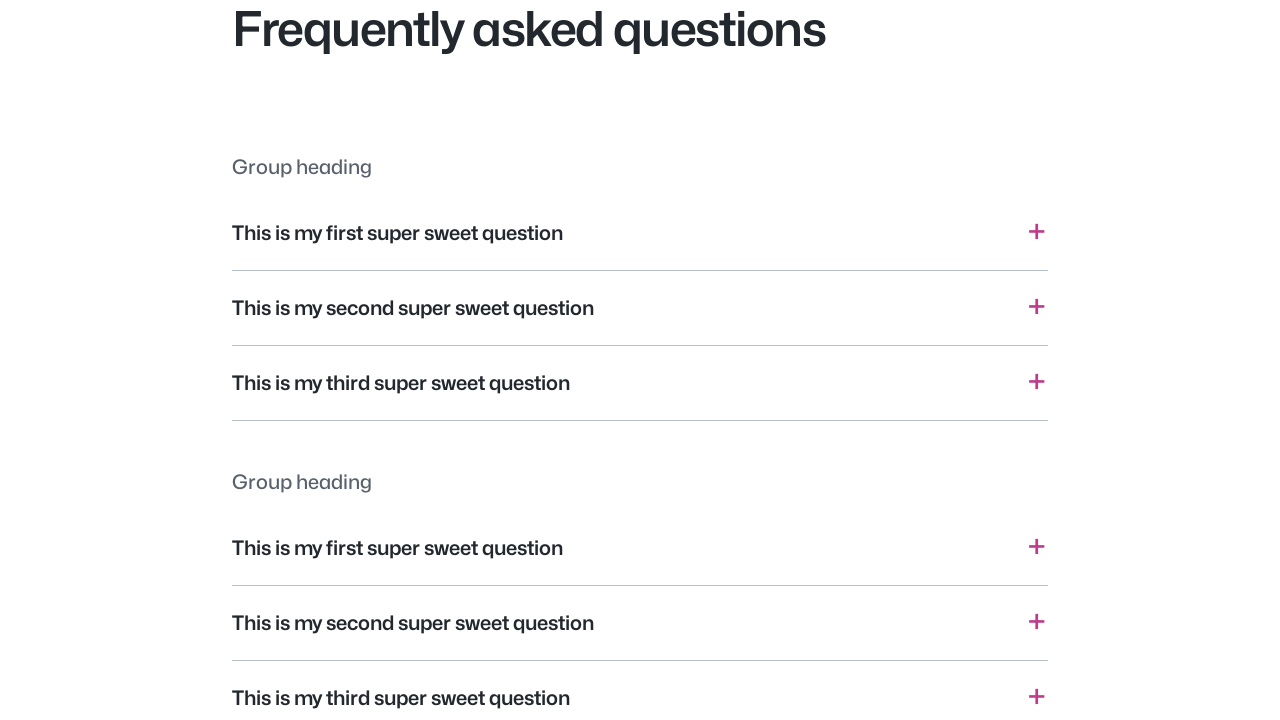 Frequently asked questions
Group heading
This is my first super sweet question
This is my second super sweet question
This is my third super sweet question
Group heading
This is my first super sweet question
This is my second super sweet question
This is my third super sweet question